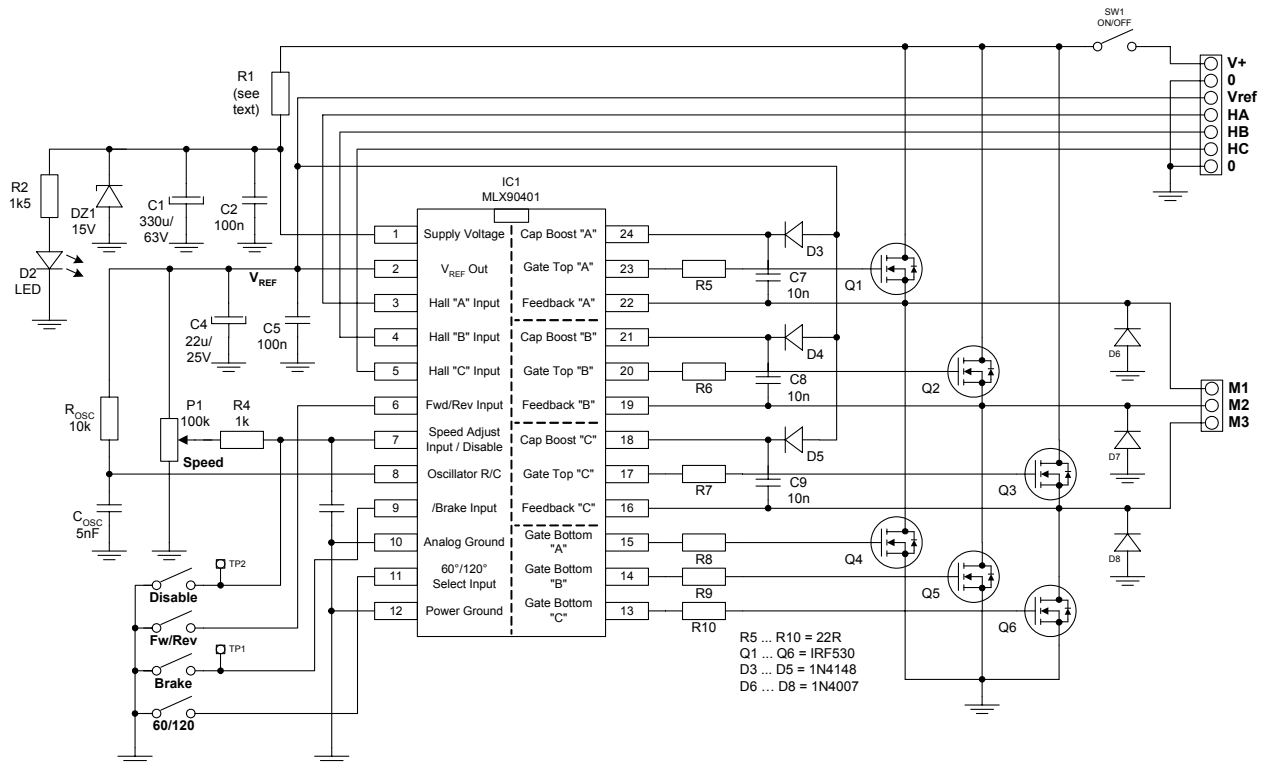 SW1
ON/OFF
V+
0
Vref
HA
HB
HC
0
R1
(see
text)
R2
1k5
DZ1
15V
C1
330u/
63V
C2
100n
D2
LED
IC1
MLX90401
1 Supply Voltage Cap Boost "A" 24
2 VREF Out Gate Top "A" 23
3 Hall "A" Input Feedback "A" 22
4 Hall "B" Input Cap Boost "B" 21
5 Hall "C" Input Gate Top "B" 20
6 Fwd/Rev Input Feedback "B" 19
7 Speed Adjust Input / Disable Cap Boost "C" 18
8 Oscillator R/C Gate Top "C" 17
9 /Brake Input Feedback "C" 16
10 Analog Ground Gate Bottom "A" 15
11 60°/120° Select Input Gate Bottom "B" 14
12 Power Ground Gate Bottom "C" 13
VREF
C4
22u/
25V
C5
100n
ROSC
10k
P1
100k
R4
1k
Speed
COSC
5nF
TP2
Disable
Fw/Rev
TP1
Brake
60/120
D3
C7
10n
R5
Q1
D4
C8
10n
R6
Q2
D5
C9
10n
R7
Q3
R8
Q4
R9
Q5
R10
Q6
D6
D7
D8
M1
M2
M3
R5 ... R10 = 22R
Q1 ... Q6 = IRF530
D3 ... D5 = 1N4148
D6 ... D8 = 1N4007